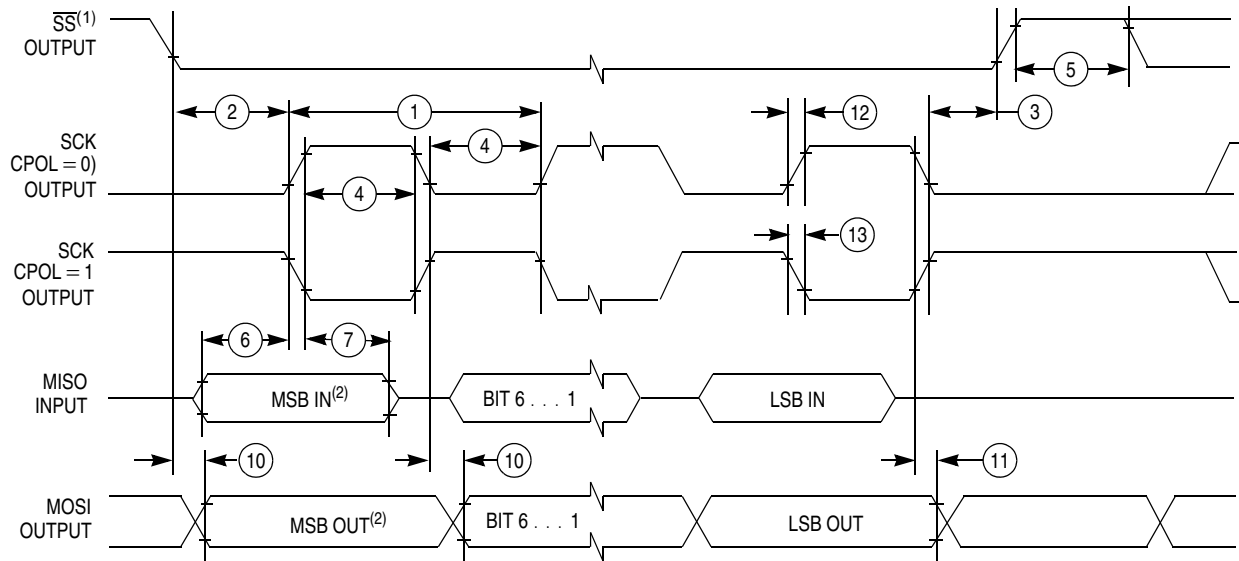 SS(1)
OUTPUT
5
2
1
12
3
SCK
CPOL = 0)
OUTPUT
4
4
SCK
CPOL = 1
OUTPUT
13
6
7
MISO
INPUT
MSB IN(2)
BIT 6 . . . 1
LSB IN
10
10
11
MOSI
OUTPUT
MSB OUT(2)
BIT 6 . . . 1
LSB OUT